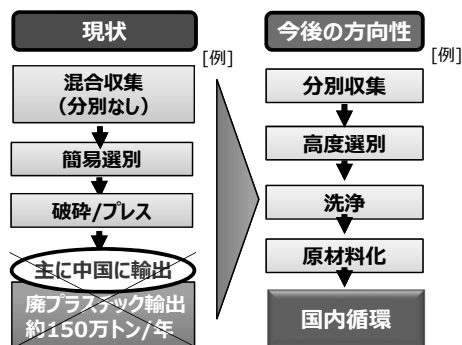 現状
[例]
混合収集
（分別なし）
簡易選別
破砕/プレス
主に中国に輸出
廃プラスチック輸出
約150万トン/年
今後の方向性
[例]
分別収集
高度選別
洗浄
原材料化
国内循環